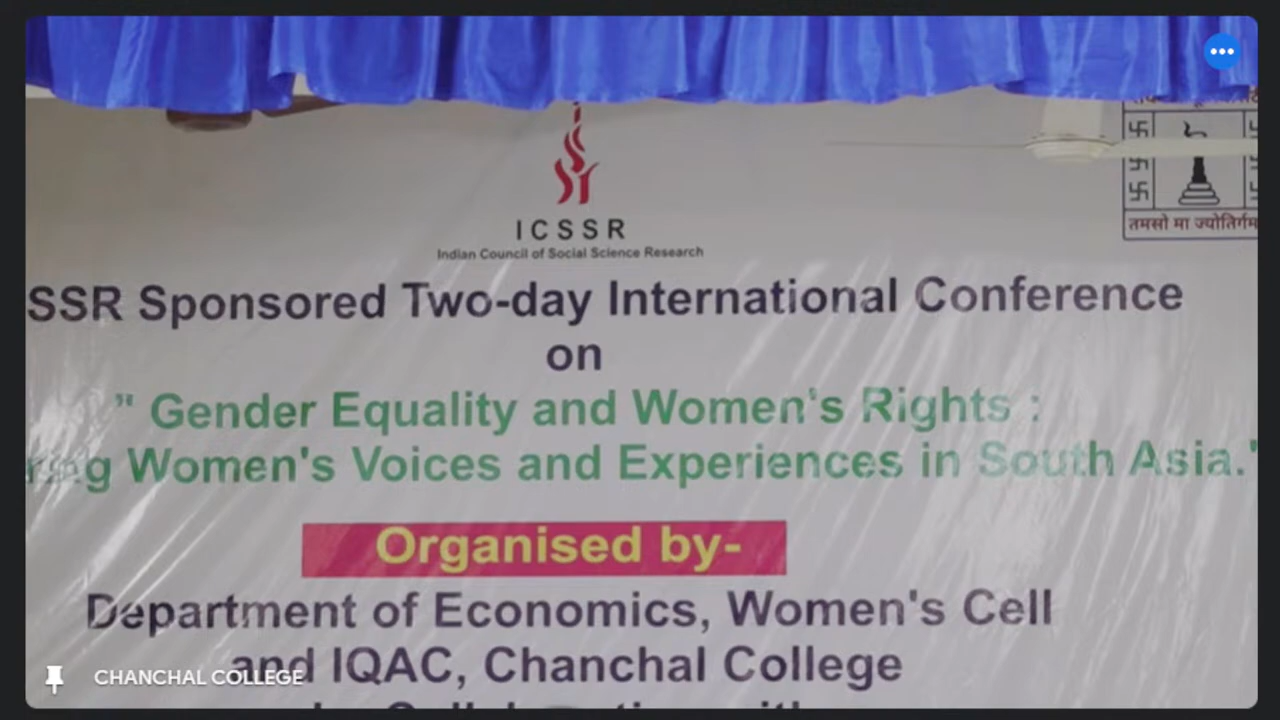 ICSSR
Indian Council of Social Science Research
तमसो मा ज्योतिर्गम
SSR Sponsored Two-day International Conference
on
" Gender Equality and Women's Rights :
Women's Voices and Experiences in South Asia."
Organised by-
Department of Economics, Women's Cell
and IQAC, Chanchal College
CHANCHAL COLLEGE